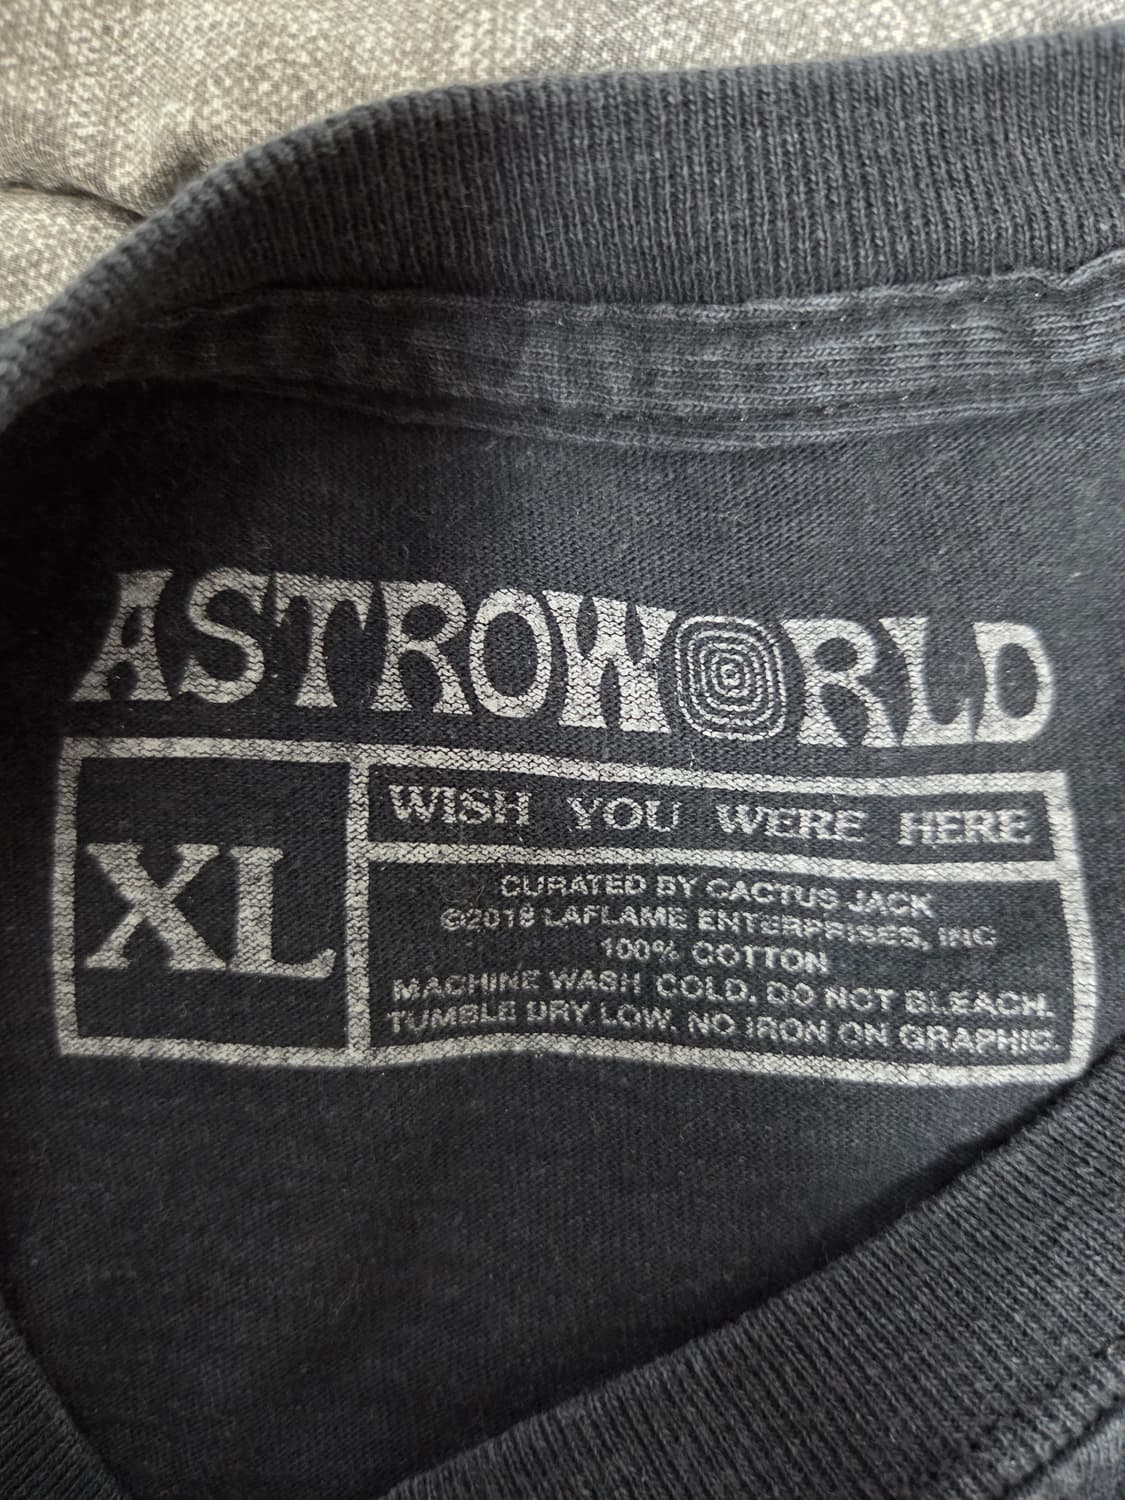 ASTROWORLD
XL
WISH YOU WERE HERE
CURATED BY CACTUS JACK
©2018 LAFLAME ENTERPRISES, INC
100% COTTON
MACHINE WASH COLD. DO NOT BLEACH.
TUMBLE DRY LOW. NO IRON ON GRAPHIC.